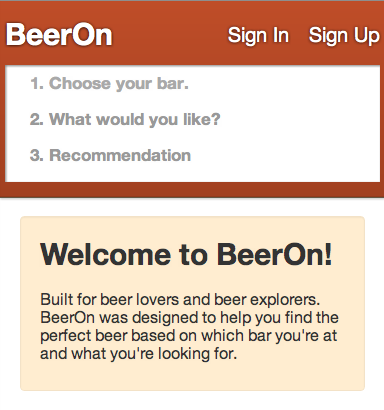 BeerOn Sign In Sign Up
1. Choose your bar.
2. What would you like?
3. Recommendation
Welcome to BeerOn!
Built for beer lovers and beer explorers.
BeerOn was designed to help you find the
perfect beer based on which bar you're at
and what you're looking for.